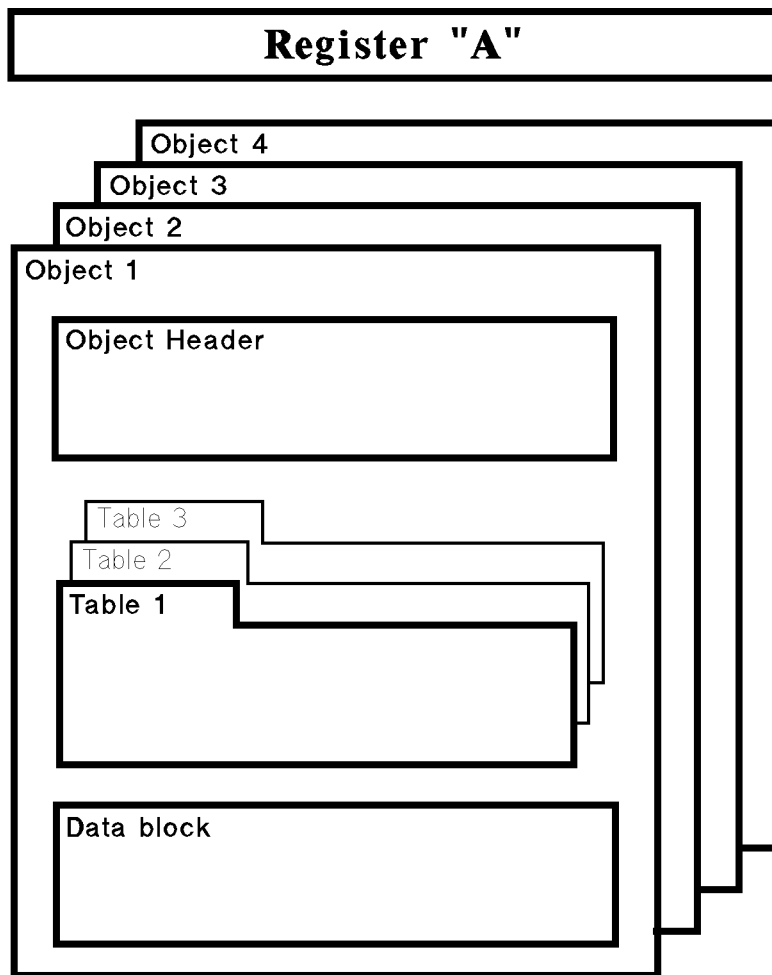 Register "A"
Object 4
Object 3
Object 2
Object 1
Object Header
Table 3
Table 2
Table 1
Data block